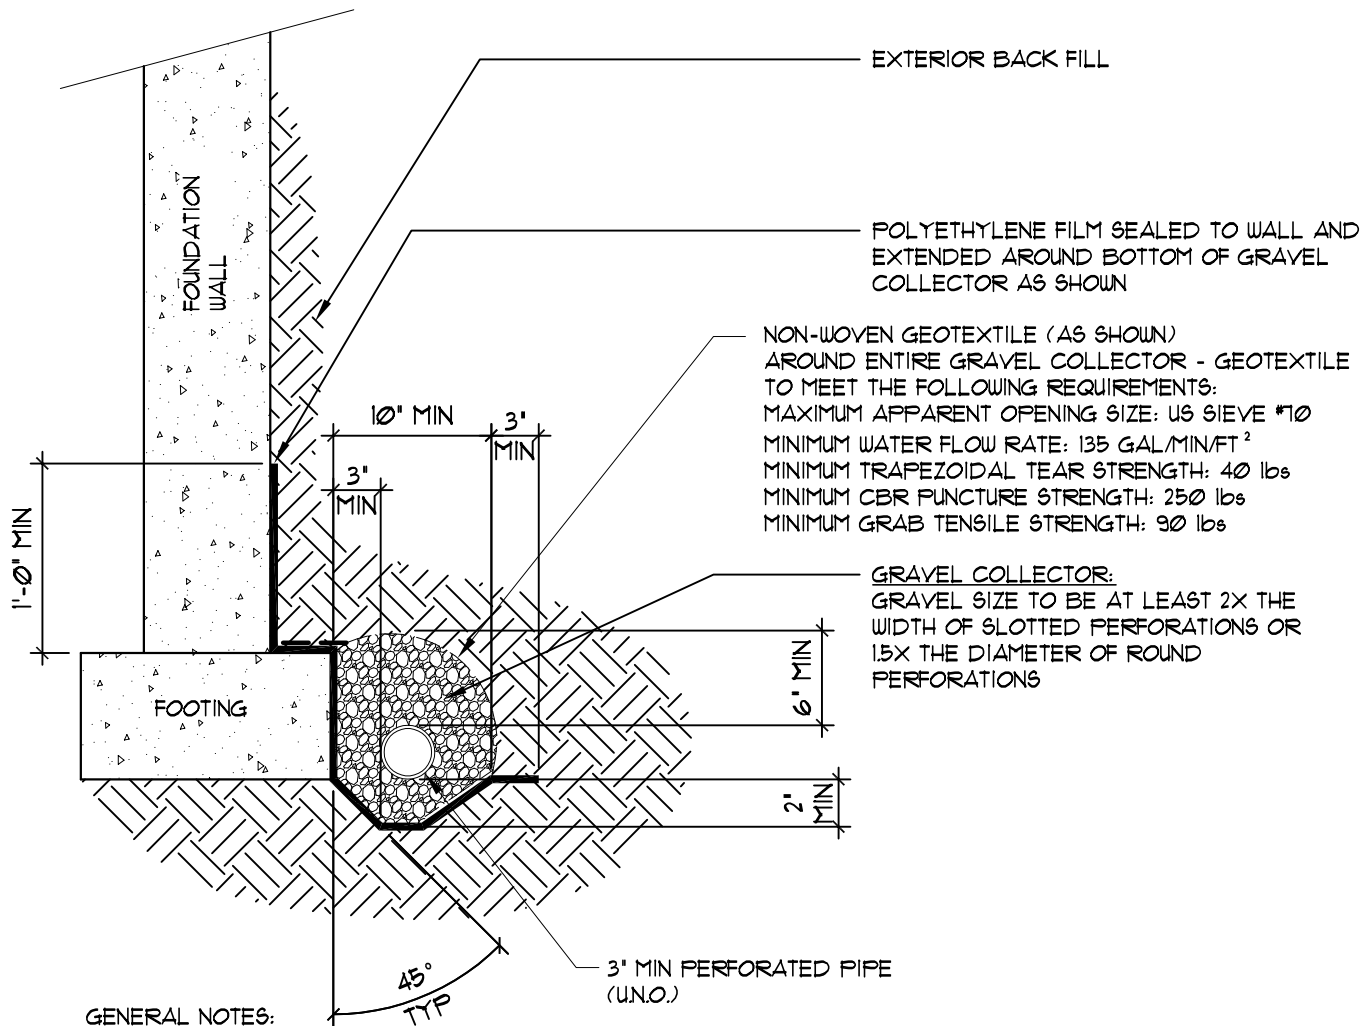 EXTERIOR BACK FILL
FOUNDATION
WALL
POLYETHYLENE FILM SEALED TO WALL AND
EXTENDED AROUND BOTTOM OF GRAVEL
COLLECTOR AS SHOWN
NON-WOVEN GEOTEXTILE (AS SHOWN)
AROUND ENTIRE GRAVEL COLLECTOR - GEOTEXTILE
TO MEET THE FOLLOWING REQUIREMENTS:
MAXIMUM APPARENT OPENING SIZE: US SIEVE #70
MINIMUM WATER FLOW RATE: 135 GAL/MIN/FT²
MINIMUM TRAPEZOIDAL TEAR STRENGTH: 40 lbs
MINIMUM CBR PUNCTURE STRENGTH: 250 lbs
MINIMUM GRAB TENSILE STRENGTH: 90 lbs
10" MIN
3"
MIN
3"
MIN
1'-0" MIN
GRAVEL COLLECTOR:
GRAVEL SIZE TO BE AT LEAST 2X THE
WIDTH OF SLOTTED PERFORATIONS OR
1.5X THE DIAMETER OF ROUND
PERFORATIONS
6" MIN
FOOTING
2"
MIN
3" MIN PERFORATED PIPE
(U.N.O.)
45°
TYP
GENERAL NOTES: